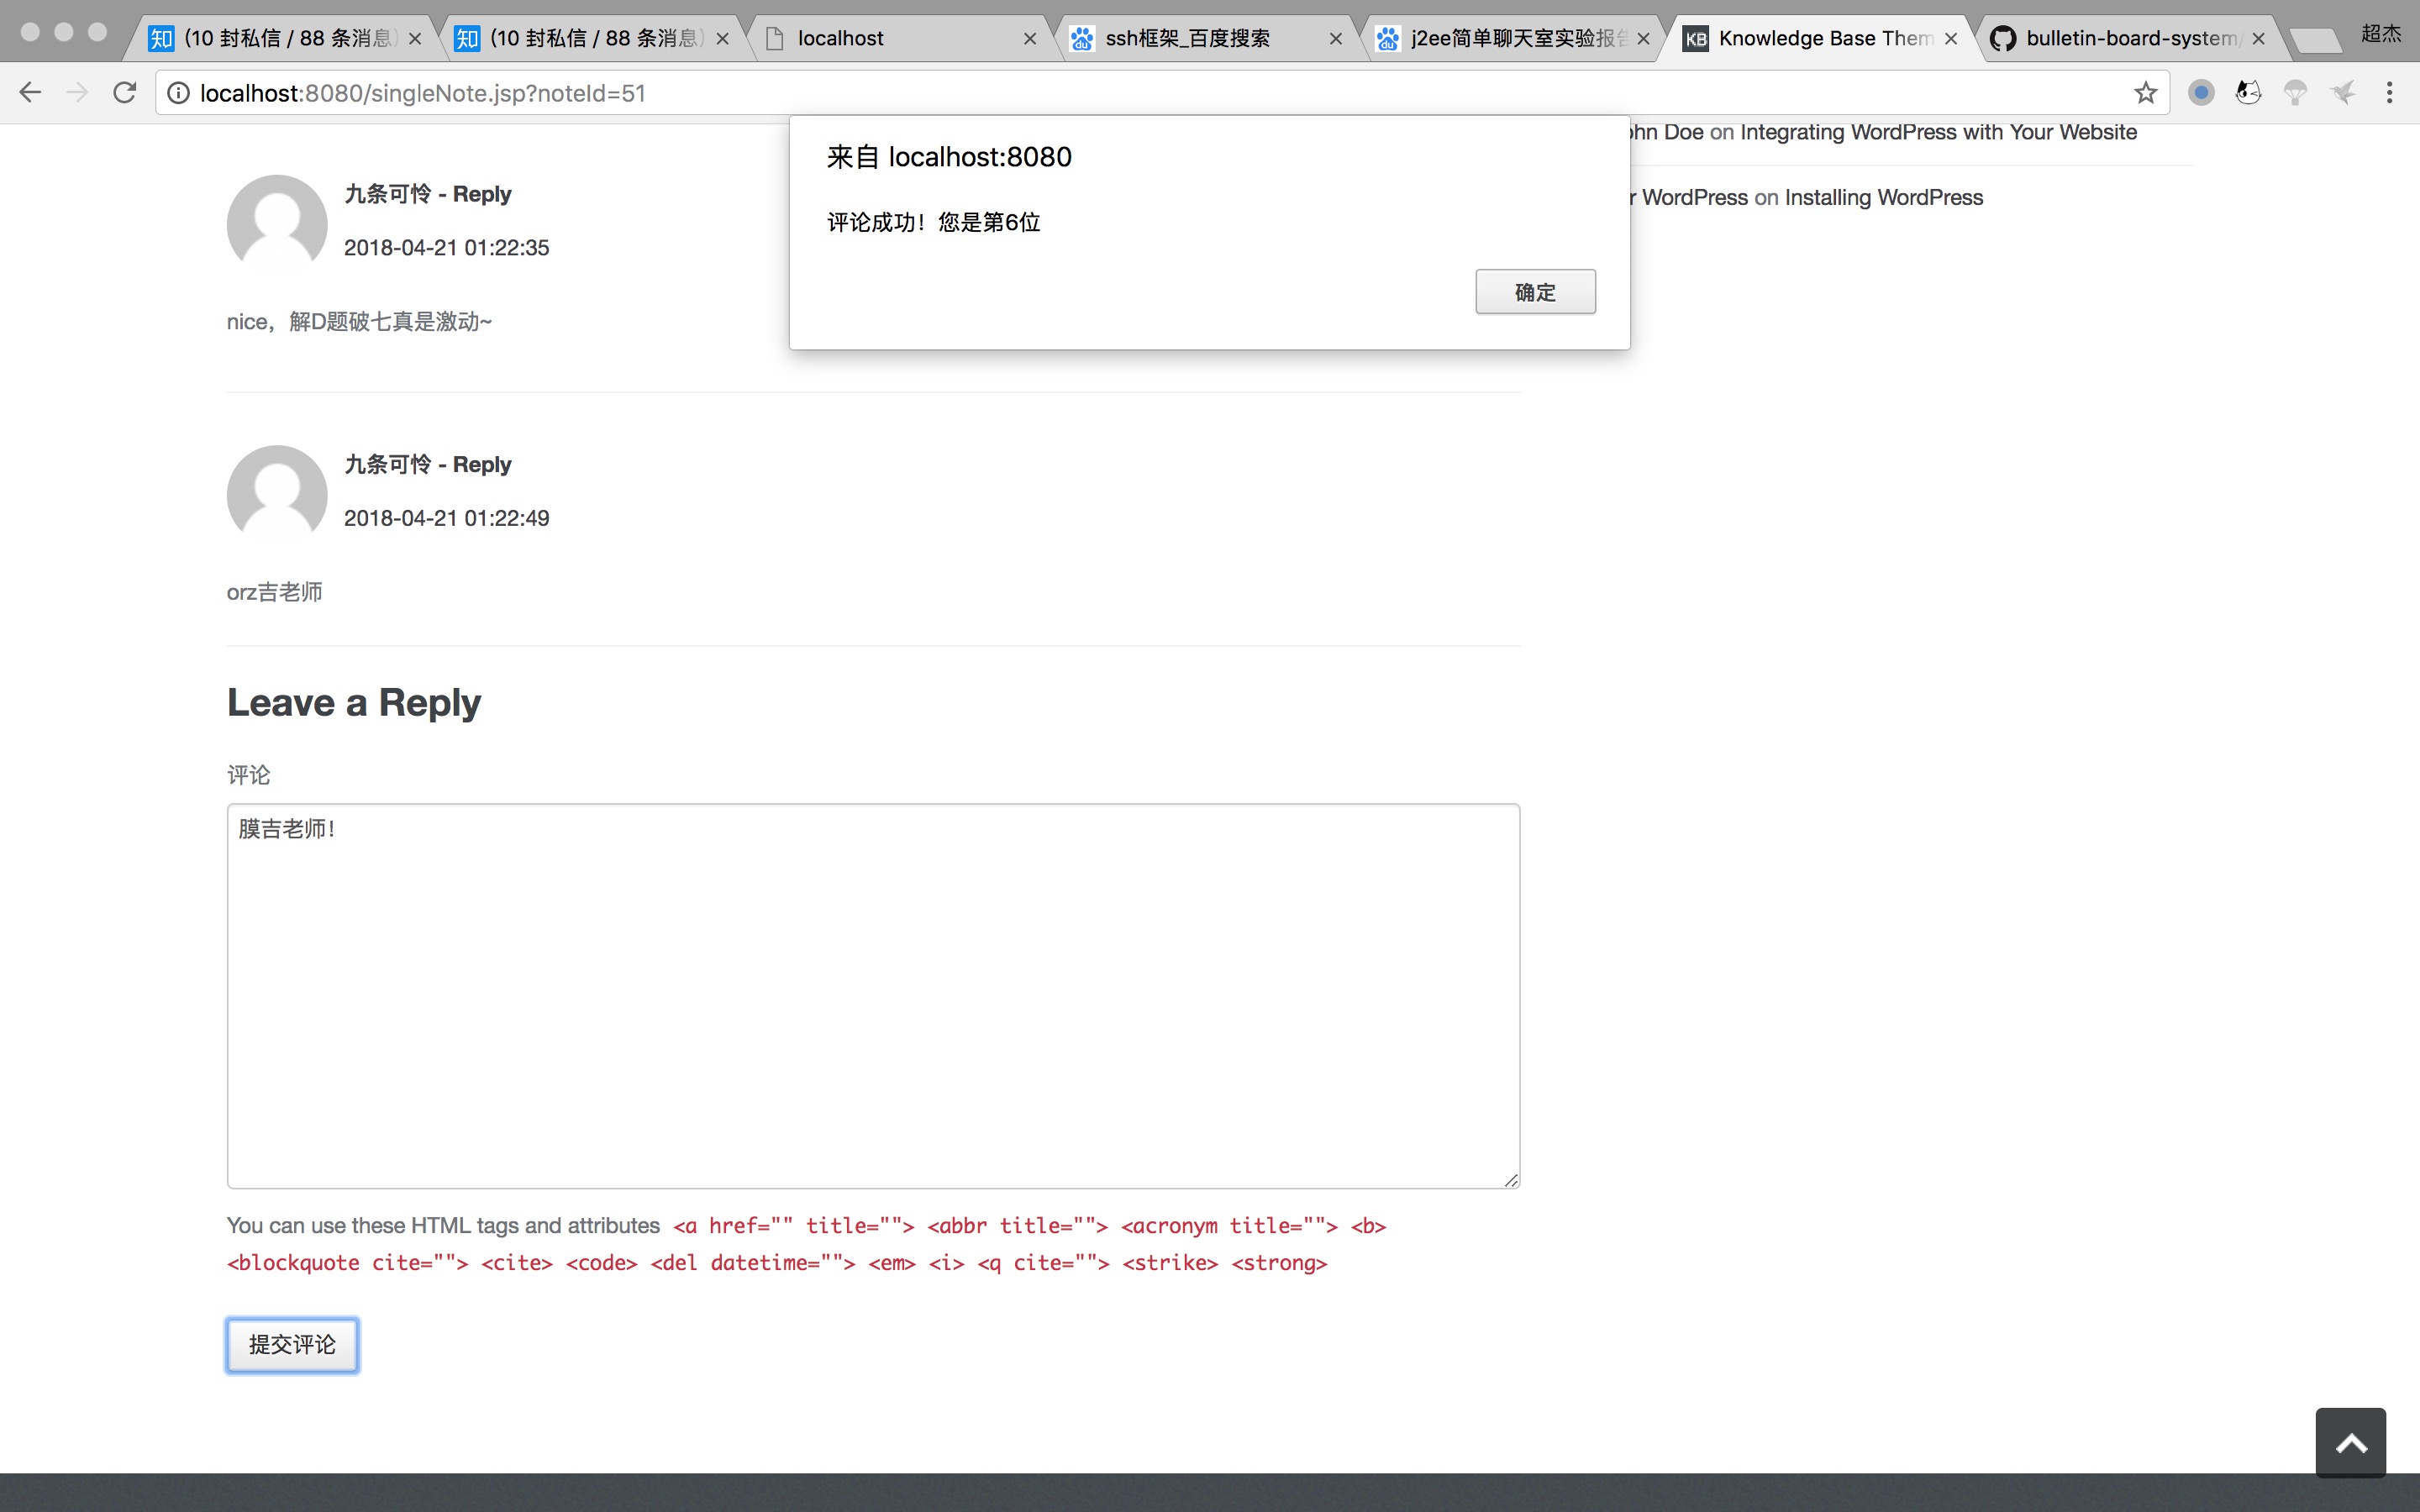 知 (10 封私信 / 88 条消息)
知 (10 封私信 / 88 条消息)
localhost
du ssh框架_百度搜索
du j2ee简单聊天室实验报告
KB Knowledge Base Them
bulletin-board-system/
超杰
localhost:8080/singleNote.jsp?noteId=51
来自 localhost:8080
评论成功！您是第6位
确定
ohn Doe on Integrating WordPress with Your Website
r WordPress on Installing WordPress
九条可怜 - Reply
2018-04-21 01:22:35
nice，解D题破七真是激动~
九条可怜 - Reply
2018-04-21 01:22:49
orz吉老师
Leave a Reply
评论
膜吉老师！
You can use these HTML tags and attributes <a href="" title=""> <abbr title=""> <acronym title=""> <b>
<blockquote cite=""> <cite> <code> <del datetime=""> <em> <i> <q cite=""> <strike> <strong>
提交评论